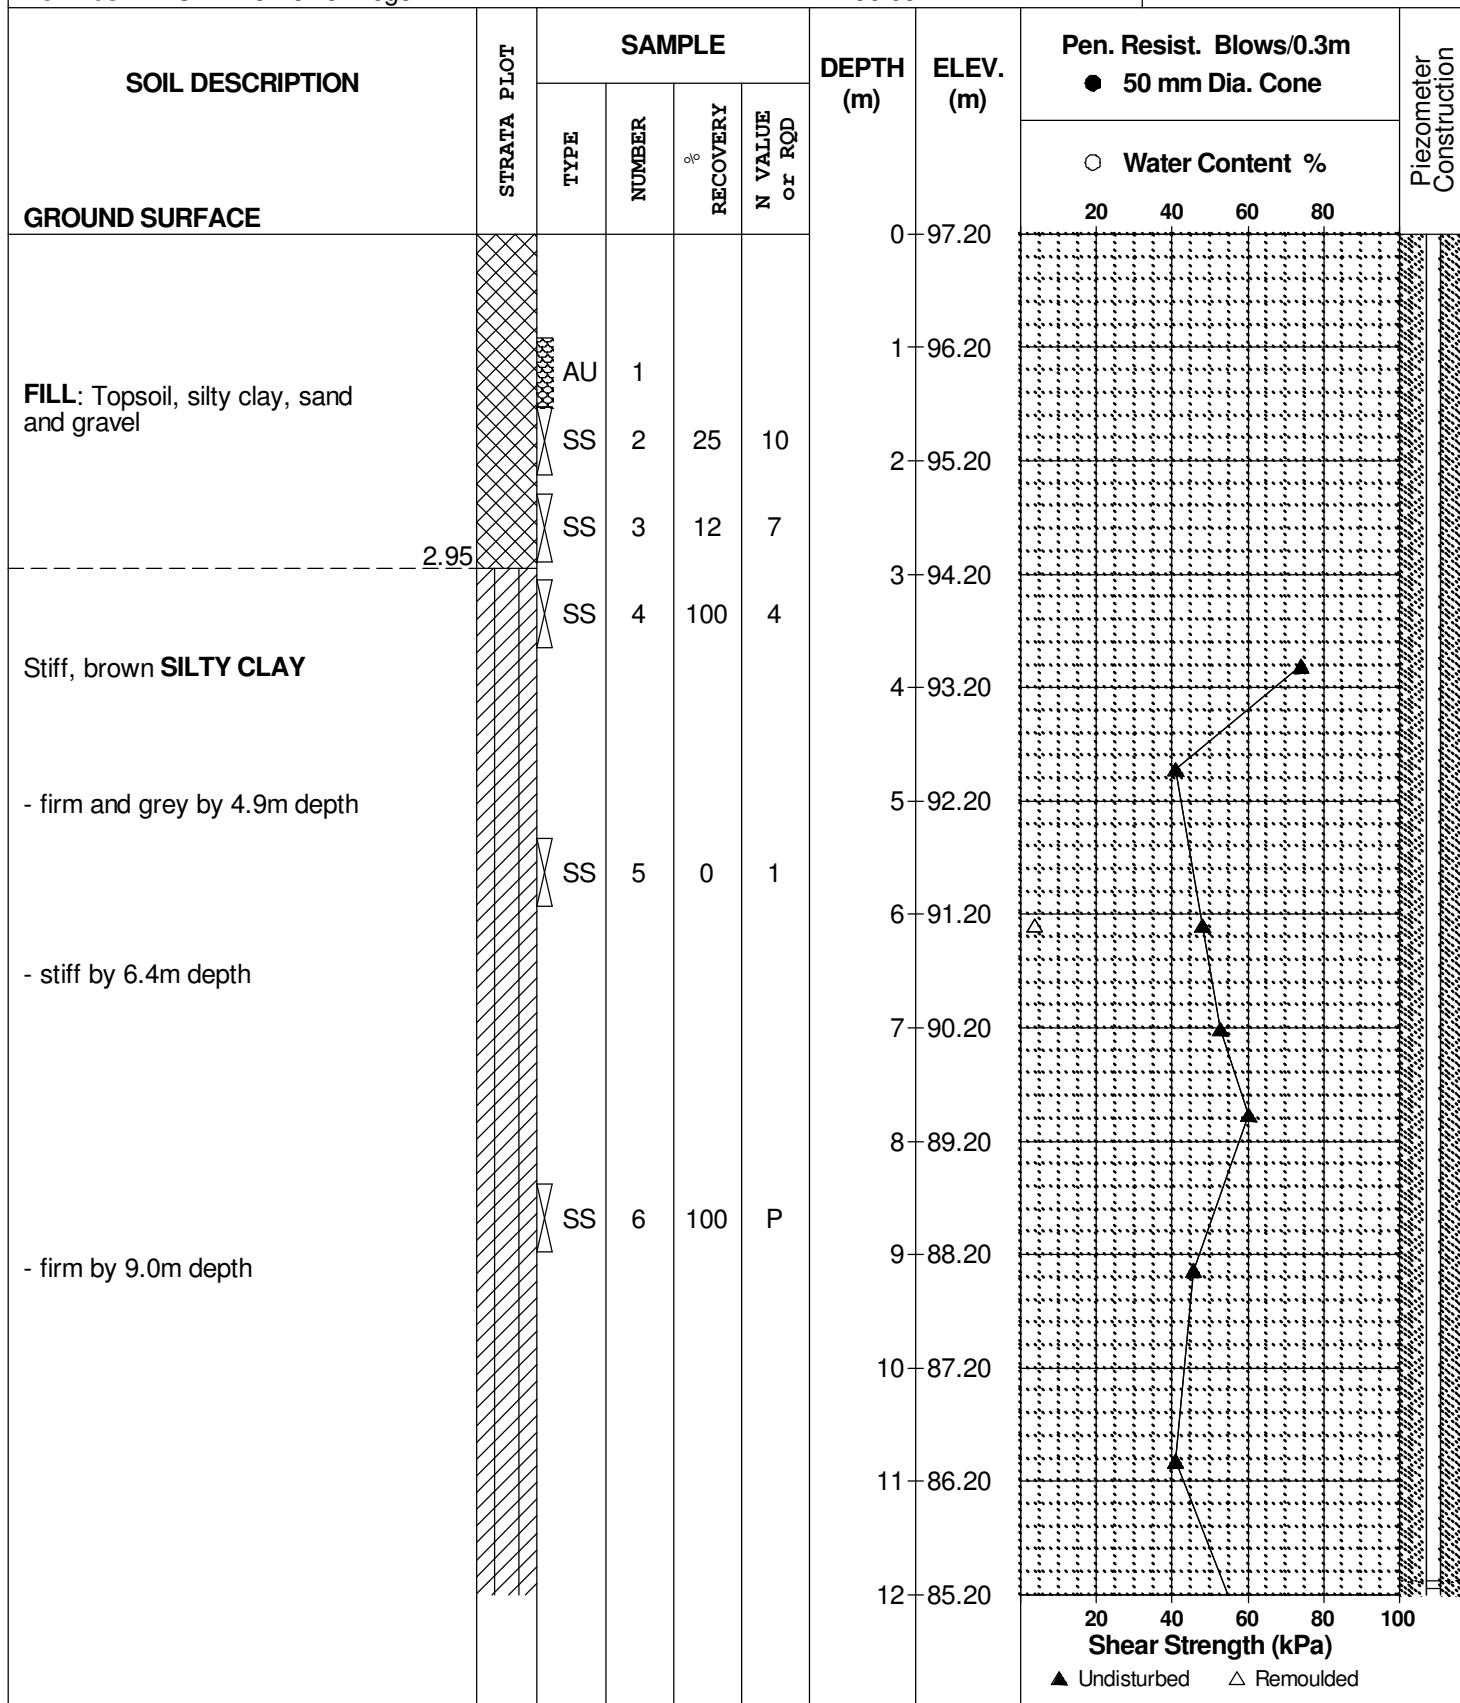 SOIL DESCRIPTION
GROUND SURFACE
STRATA PLOT
SAMPLE
TYPE
NUMBER
%
RECOVERY
N VALUE
or RQD
DEPTH
(m)
ELEV.
(m)
Pen. Resist. Blows/0.3m
● 50 mm Dia. Cone
○ Water Content %
20 40 60 80
Piezometer
Construction
0 97.20
1 96.20
AU 1
FILL: Topsoil, silty clay, sand
and gravel
SS 2 25 10
2 95.20
SS 3 12 7
2.95
3 94.20
SS 4 100 4
Stiff, brown SILTY CLAY
4 93.20
- firm and grey by 4.9m depth
5 92.20
SS 5 0 1
6 91.20
- stiff by 6.4m depth
7 90.20
8 89.20
SS 6 100 P
9 88.20
- firm by 9.0m depth
10 87.20
11 86.20
12 85.20
20 40 60 80 100
Shear Strength (kPa)
▲ Undisturbed △ Remoulded